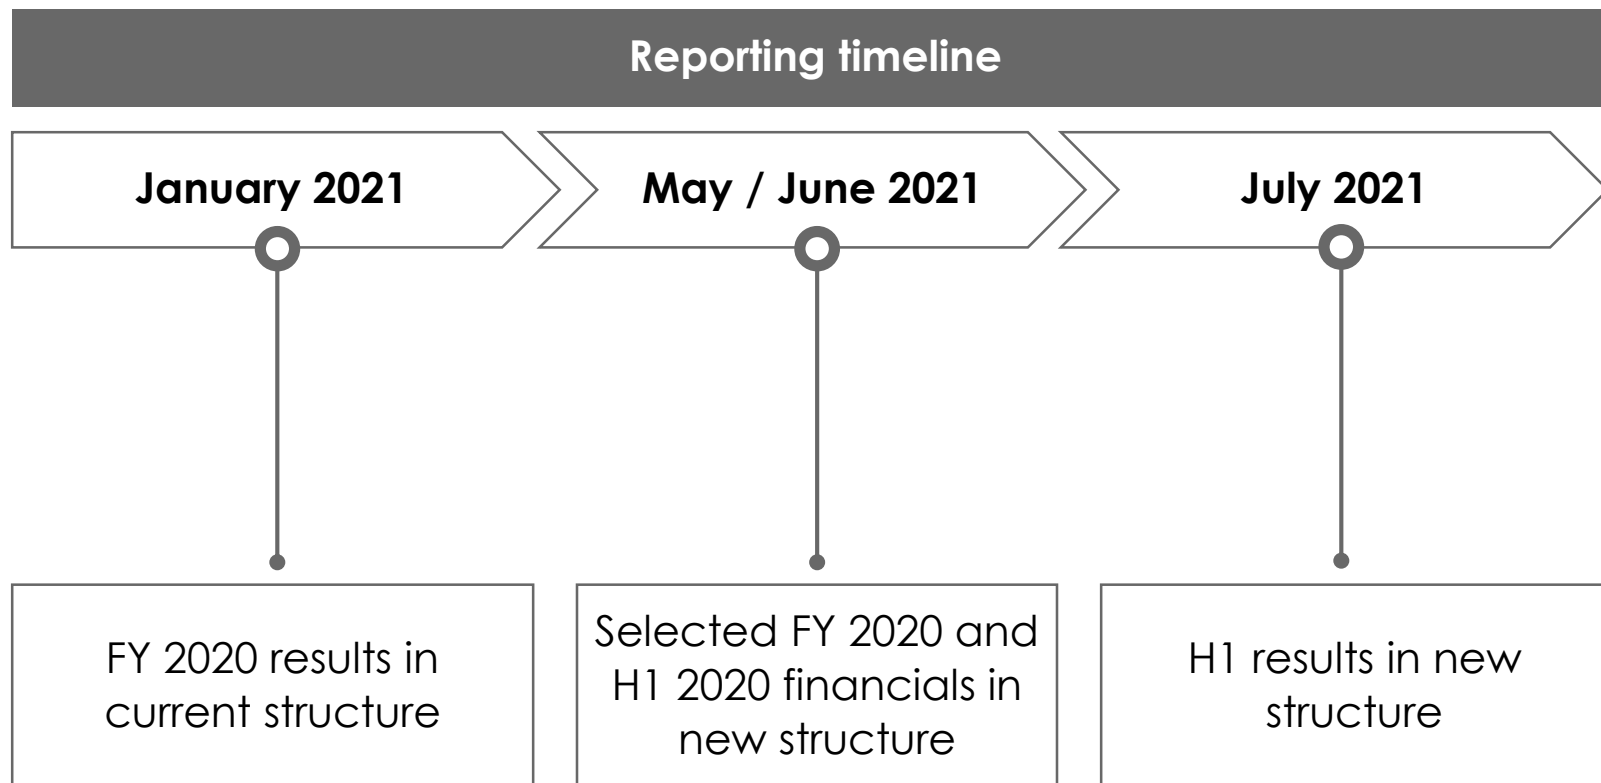 Reporting timeline
January 2021
May / June 2021
July 2021
FY 2020 results in
current structure
Selected FY 2020 and
H1 2020 financials in
new structure
H1 results in new
structure